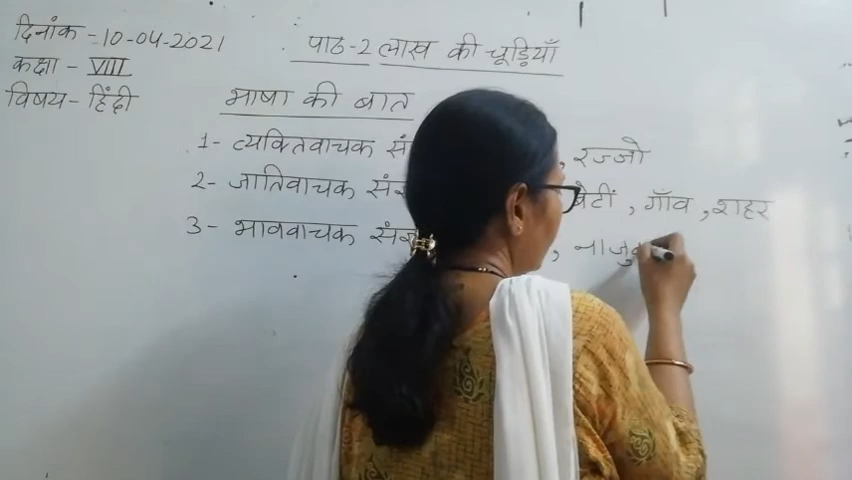 दिनांक - 10-04-2021
पाठ-2 लाख की चूड़ियाँ
कक्षा - VIII
विषय - हिंदी
भाषा की बात
1- व्यक्तिवाचक , रज्जो
2- जातिवाचक बेटी , गाँव , शहर
3- भाववाचक ,